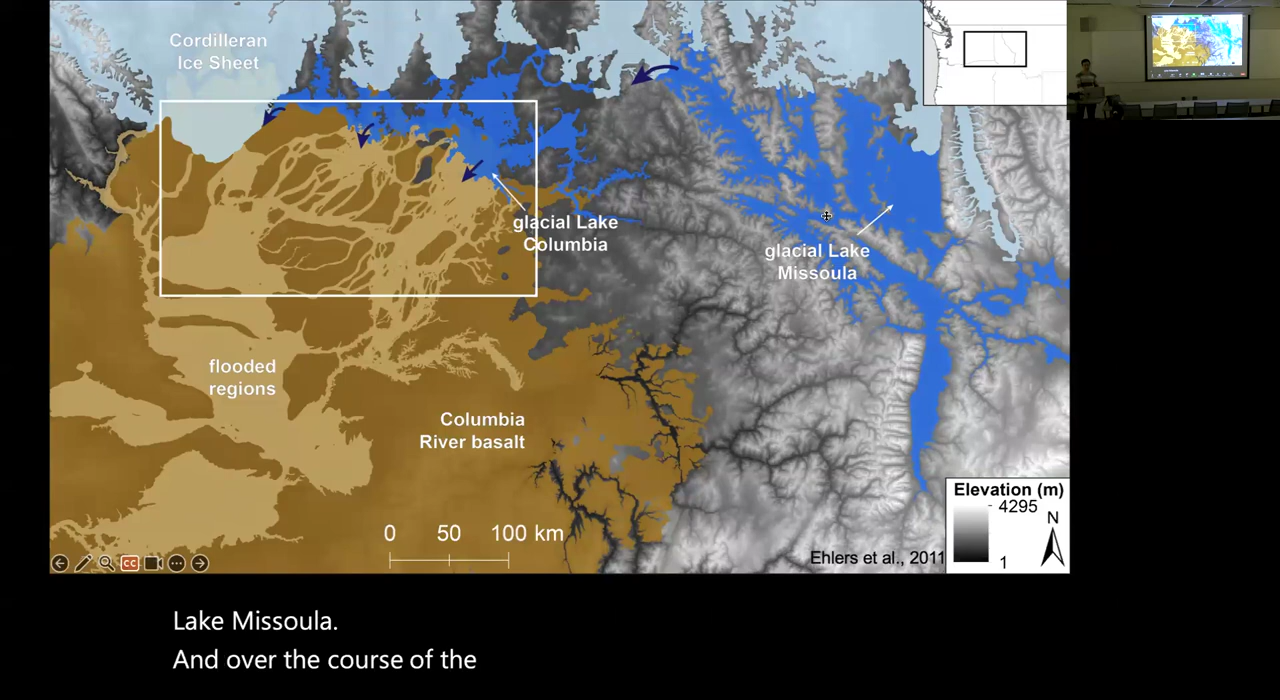 Cordilleran
Ice Sheet
glacial Lake
Columbia
glacial Lake
Missoula
flooded
regions
Columbia
River basalt
0 50 100 km
Ehlers et al., 2011
Elevation (m)
4295
1
N
CC
Lake Missoula.
And over the course of the